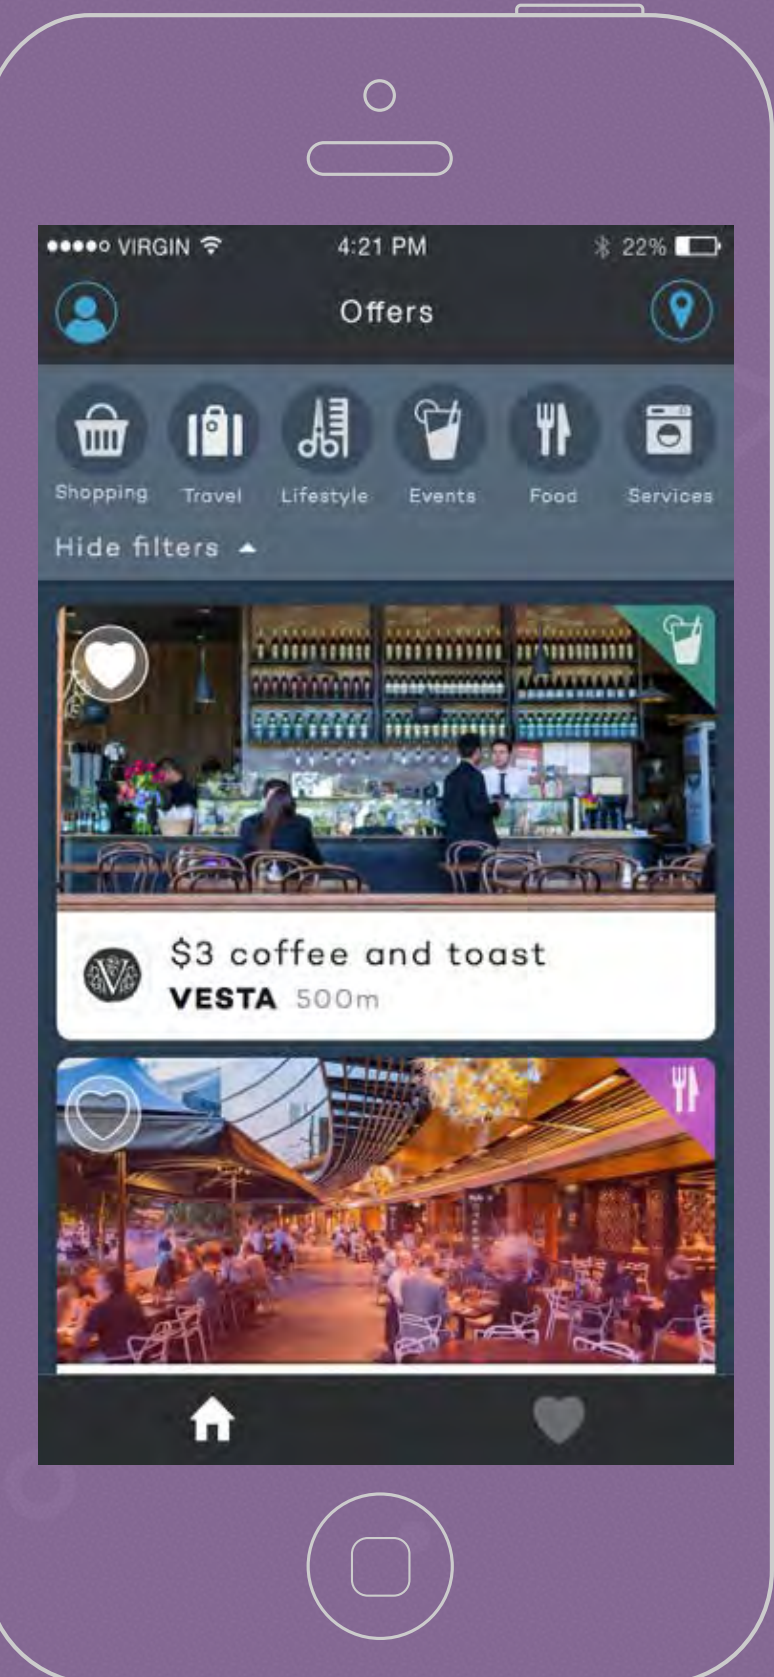 VIRGIN 4:21 PM 22%
Offers
Shopping Travel Lifestyle Events Food Services
Hide filters
V
$3 coffee and toast
VESTA 500m